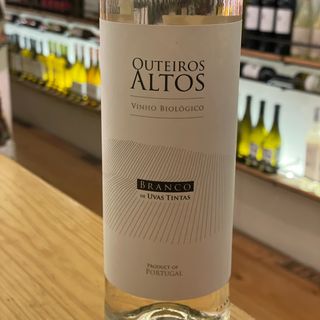 OUTEIROS
ALTOS
VINHO BIOLÓGICO
BRANCO
DE UVAS TINTAS
PRODUCT OF
PORTUGAL